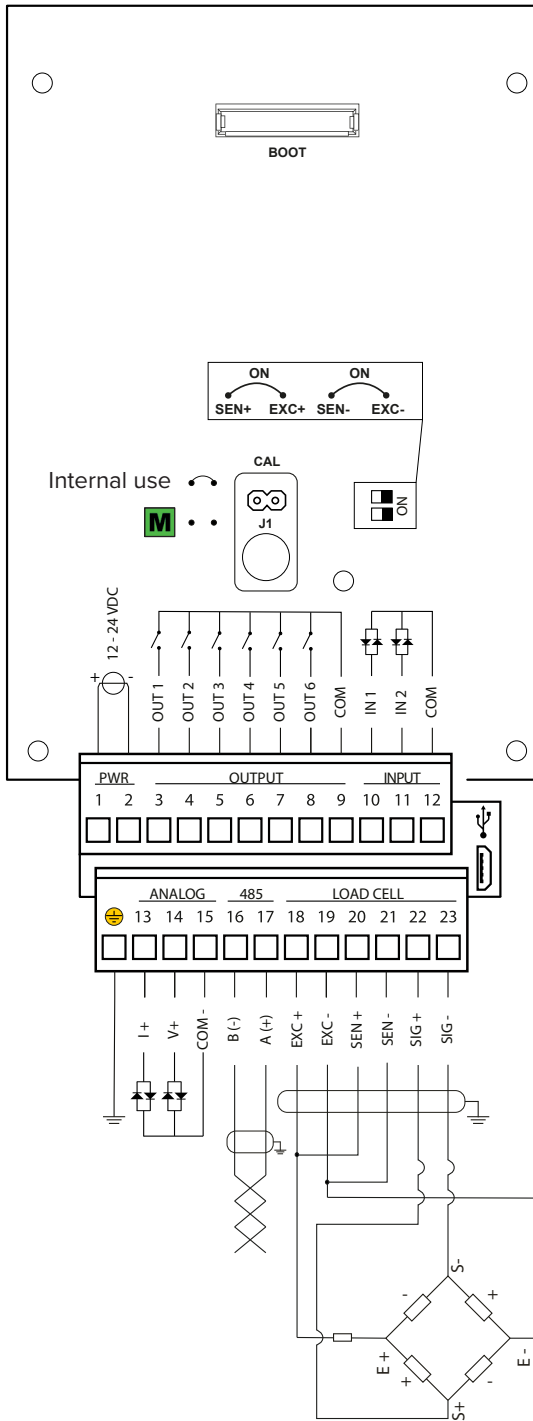 BOOT
ON ON
SEN+ EXC+ SEN- EXC-
CAL
Internal use
M
J1
ON
12 - 24 VDC
+ -
OUT 1 OUT 2 OUT 3 OUT 4 OUT 5 OUT 6 COM IN 1 IN 2 COM
PWR OUTPUT INPUT
1 2 3 4 5 6 7 8 9 10 11 12
ANALOG 485 LOAD CELL
13 14 15 16 17 18 19 20 21 22 23
I + V+ COM - B (-) A (+) EXC + EXC - SEN + SEN - SIG + SIG -
S-
- +
E + E -
+ -
S+